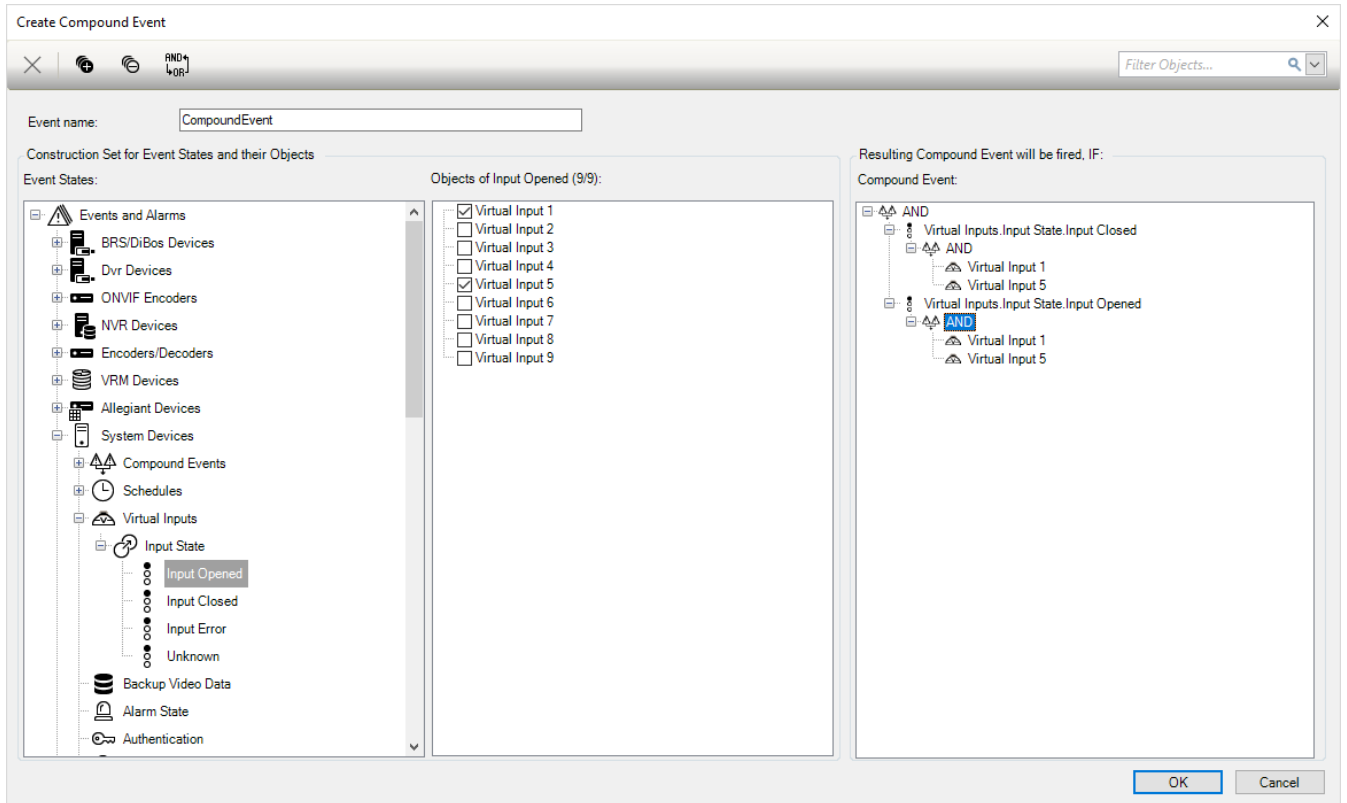 Create Compound Event
AND
OR
Filter Objects...
Event name:
CompoundEvent
Construction Set for Event States and their Objects
Event States:
Events and Alarms
BRS/DiBos Devices
Dvr Devices
ONVIF Encoders
NVR Devices
Encoders/Decoders
VRM Devices
Allegiant Devices
System Devices
Compound Events
Schedules
Virtual Inputs
Input State
Input Opened
Input Closed
Input Error
Unknown
Backup Video Data
Alarm State
Authentication
Objects of Input Opened (9/9):
Virtual Input 1
Virtual Input 2
Virtual Input 3
Virtual Input 4
Virtual Input 5
Virtual Input 6
Virtual Input 7
Virtual Input 8
Virtual Input 9
Resulting Compound Event will be fired, IF:
Compound Event:
AND
Virtual Inputs.Input State.Input Closed
AND
Virtual Input 1
Virtual Input 5
Virtual Inputs.Input State.Input Opened
AND
Virtual Input 1
Virtual Input 5
OK
Cancel